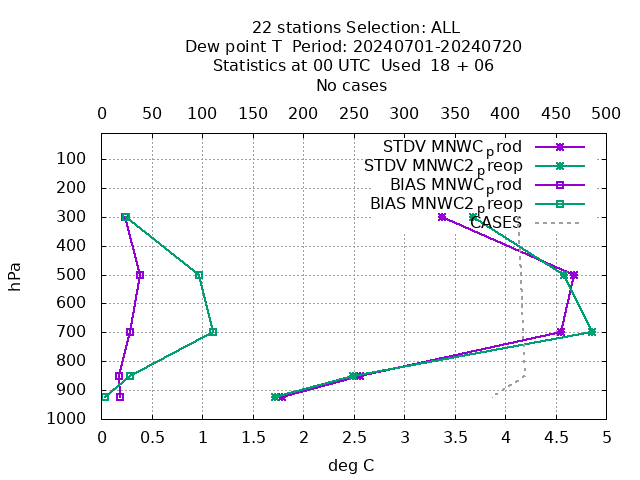 22 stations Selection: ALL
Dew point T  Period: 20240701-20240720
Statistics at 00 UTC  Used  18 + 06
No cases
0 50 100 150 200 250 300 350 400 450 500
STDV MNWC_prod
STDV MNWC2_preop
BIAS MNWC_prod
BIAS MNWC2_preop
CASES
100
200
300
400
500
600
700
800
900
1000
hPa
0 0.5 1 1.5 2 2.5 3 3.5 4 4.5 5
deg C